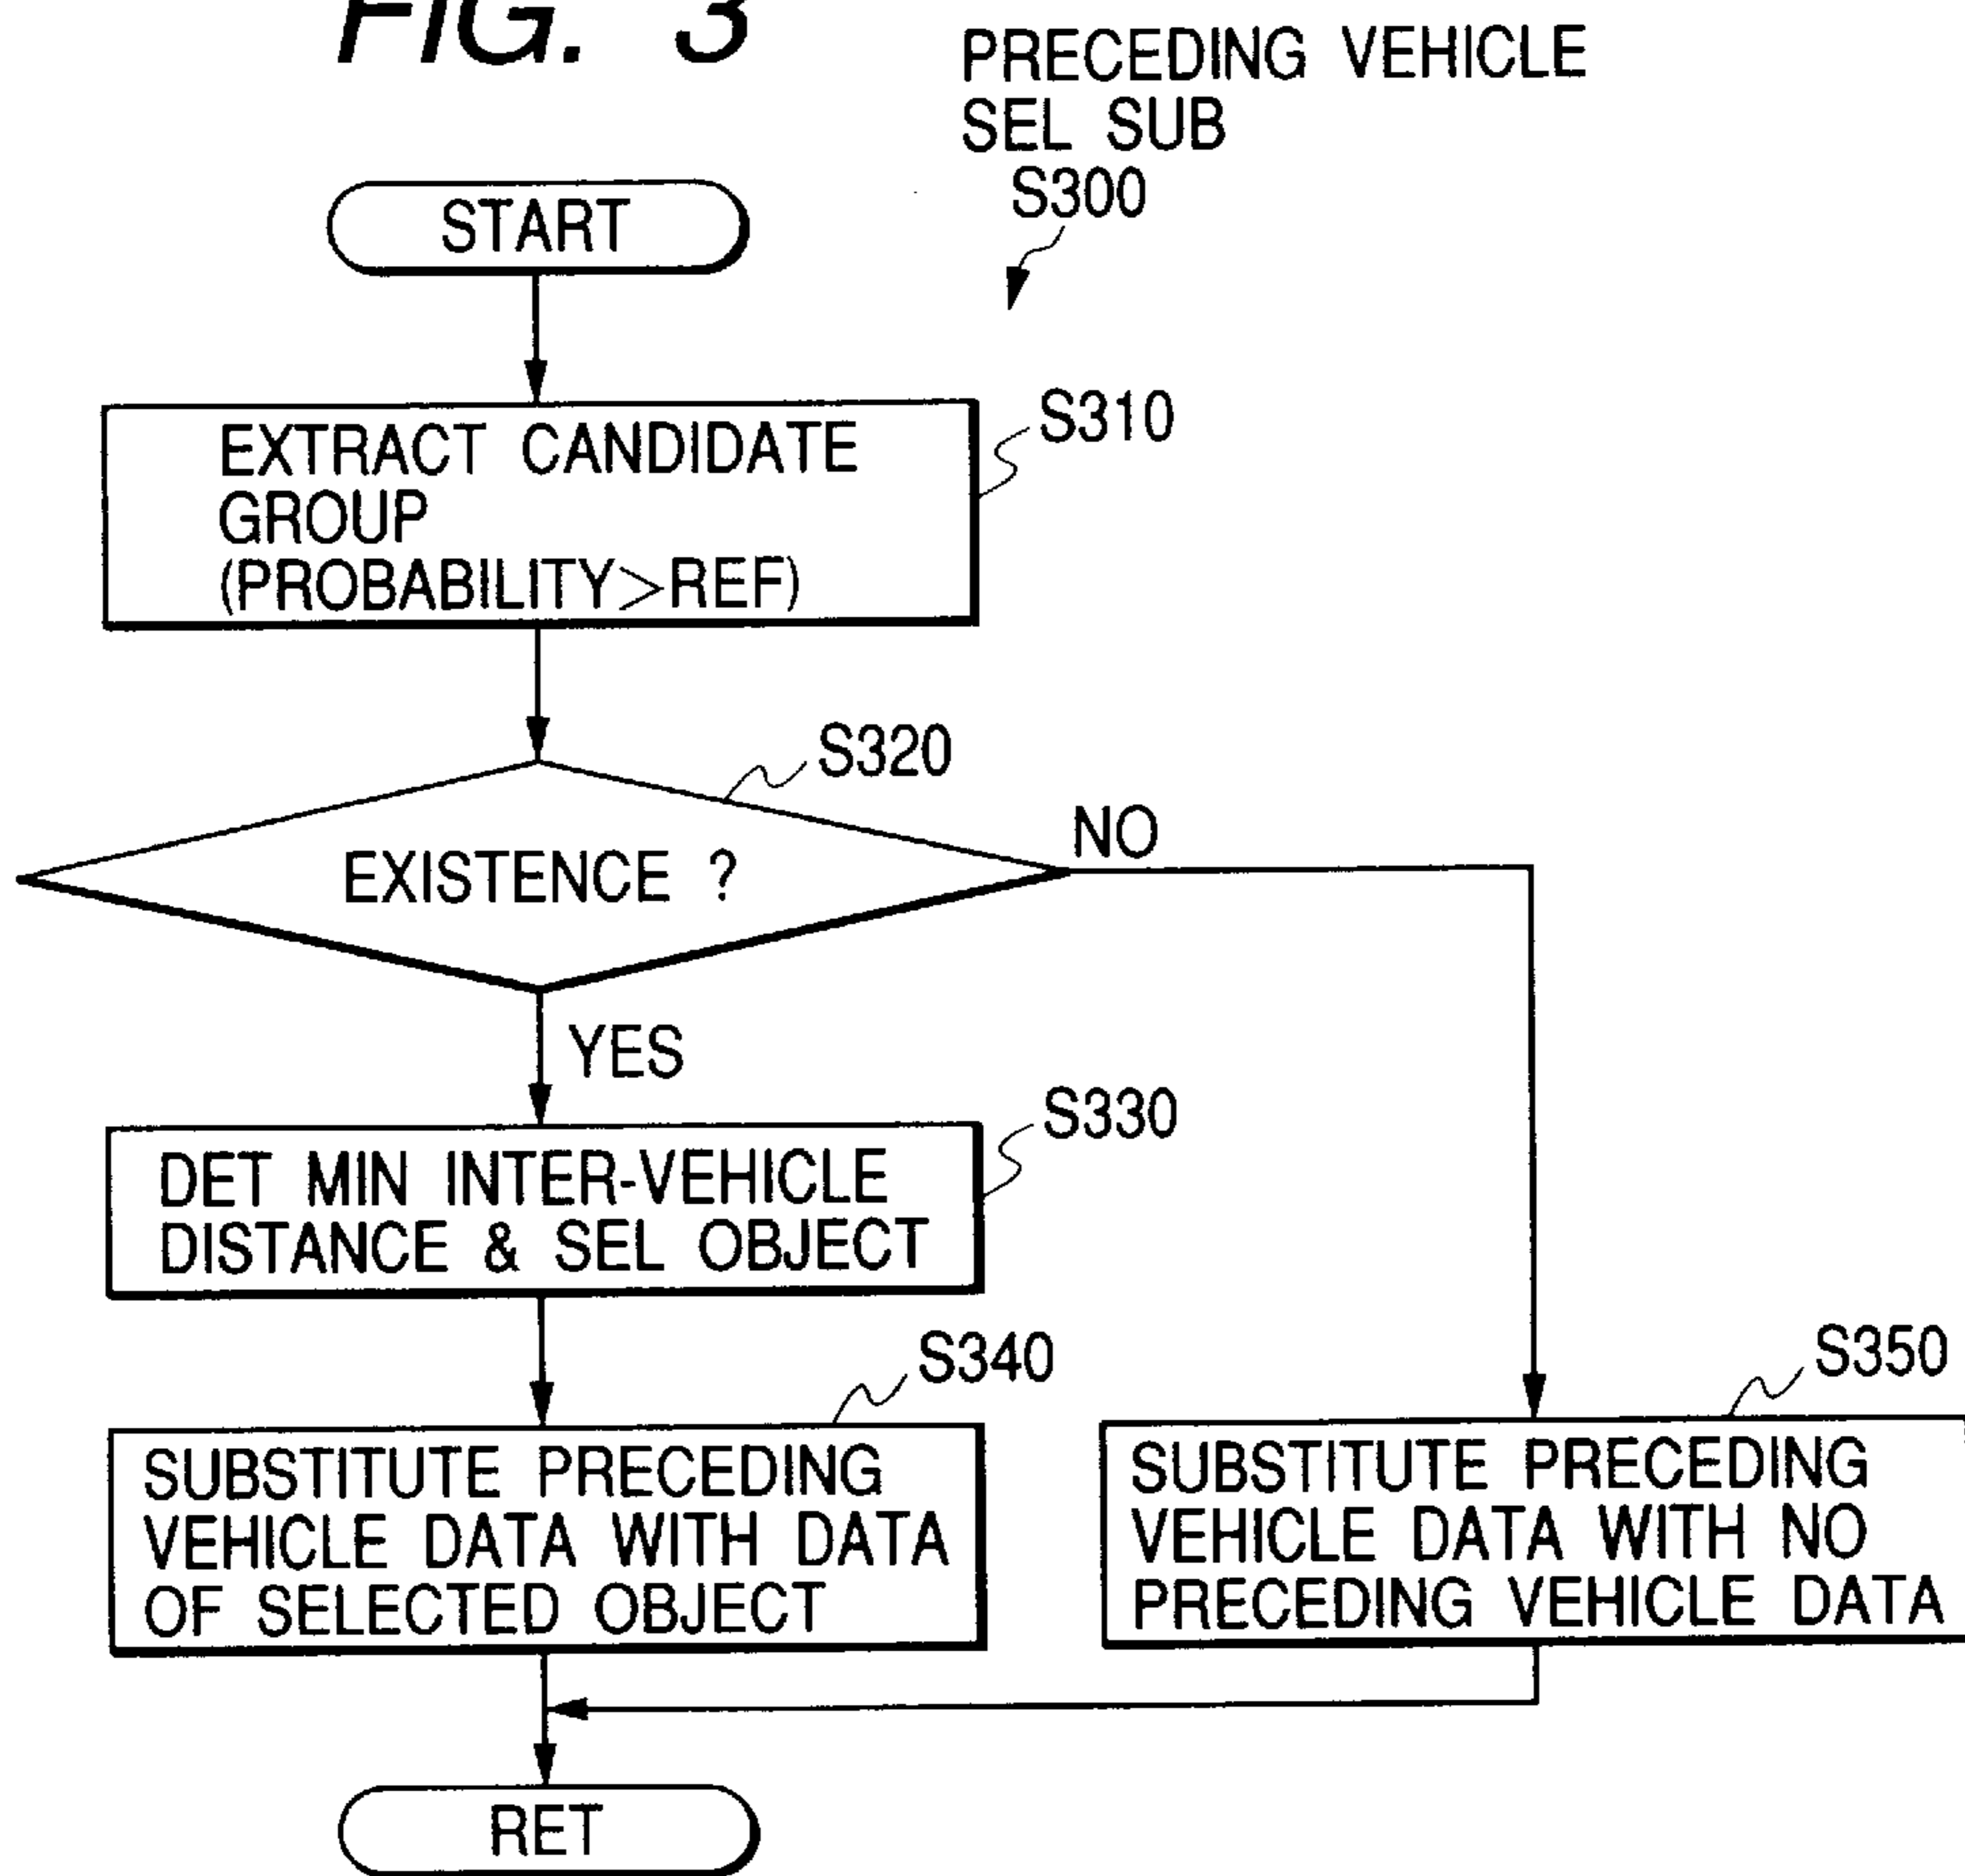 FIG. 3
PRECEDING VEHICLE
SEL SUB
S300
START
S310
EXTRACT CANDIDATE
GROUP
(PROBABILITY>REF)
S320
EXISTENCE ?
NO
YES
S330
DET MIN INTER-VEHICLE
DISTANCE & SEL OBJECT
S340
SUBSTITUTE PRECEDING
VEHICLE DATA WITH DATA
OF SELECTED OBJECT
S350
SUBSTITUTE PRECEDING
VEHICLE DATA WITH NO
PRECEDING VEHICLE DATA
RET